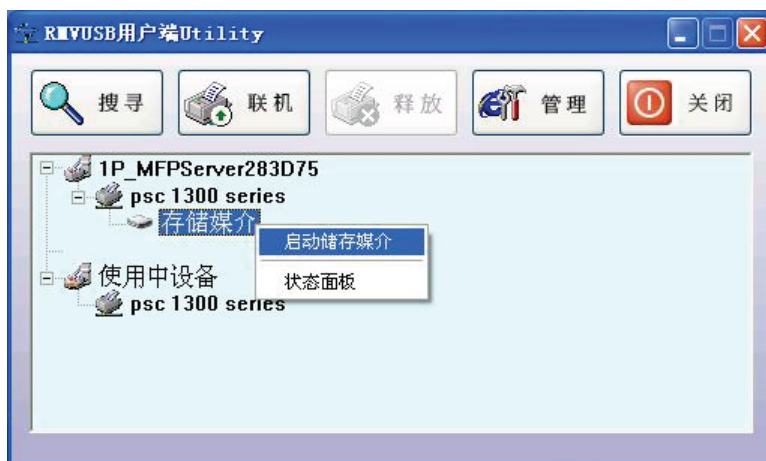 RMVUSB用户端Utility
搜寻 联机 释放 管理 关闭
1P_MFPServer283D75
psc 1300 series
存储媒介
启动储存媒介
状态面板
使用中设备
psc 1300 series